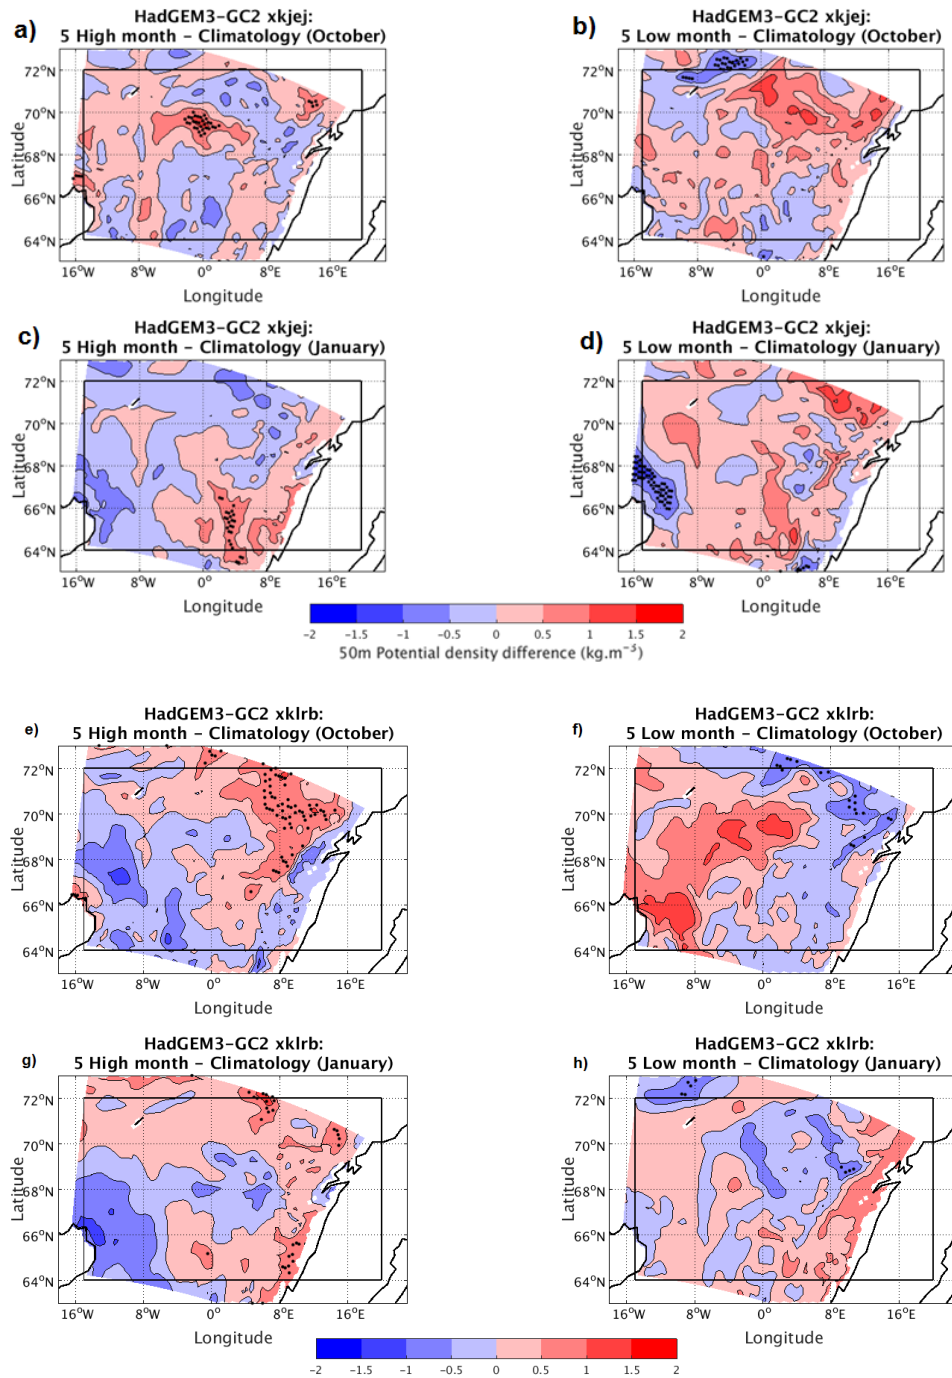 a)
HadGEM3-GC2 xkjej:
5 High month - Climatology (October)
72°N
70°N
68°N
66°N
64°N
Latitude
16°W 8°W 0° 8°E 16°E
Longitude
b)
HadGEM3-GC2 xkjej:
5 Low month - Climatology (October)
72°N
70°N
68°N
66°N
64°N
Latitude
16°W 8°W 0° 8°E 16°E
Longitude
c)
HadGEM3-GC2 xkjej:
5 High month - Climatology (January)
72°N
70°N
68°N
66°N
64°N
Latitude
16°W 8°W 0° 8°E 16°E
Longitude
d)
HadGEM3-GC2 xkjej:
5 Low month - Climatology (January)
72°N
70°N
68°N
66°N
64°N
Latitude
16°W 8°W 0° 8°E 16°E
Longitude
-2 -1.5 -1 -0.5 0 0.5 1 1.5 2
50m Potential density difference (kg.m⁻³)
e)
HadGEM3-GC2 xklrb:
5 High month - Climatology (October)
72°N
70°N
68°N
66°N
64°N
Latitude
16°W 8°W 0° 8°E 16°E
Longitude
f)
HadGEM3-GC2 xklrb:
5 Low month - Climatology (October)
72°N
70°N
68°N
66°N
64°N
Latitude
16°W 8°W 0° 8°E 16°E
Longitude
g)
HadGEM3-GC2 xklrb:
5 High month - Climatology (January)
72°N
70°N
68°N
66°N
64°N
Latitude
16°W 8°W 0° 8°E 16°E
Longitude
h)
HadGEM3-GC2 xklrb:
5 Low month - Climatology (January)
72°N
70°N
68°N
66°N
64°N
Latitude
16°W 8°W 0° 8°E 16°E
Longitude
-2 -1.5 -1 -0.5 0 0.5 1 1.5 2